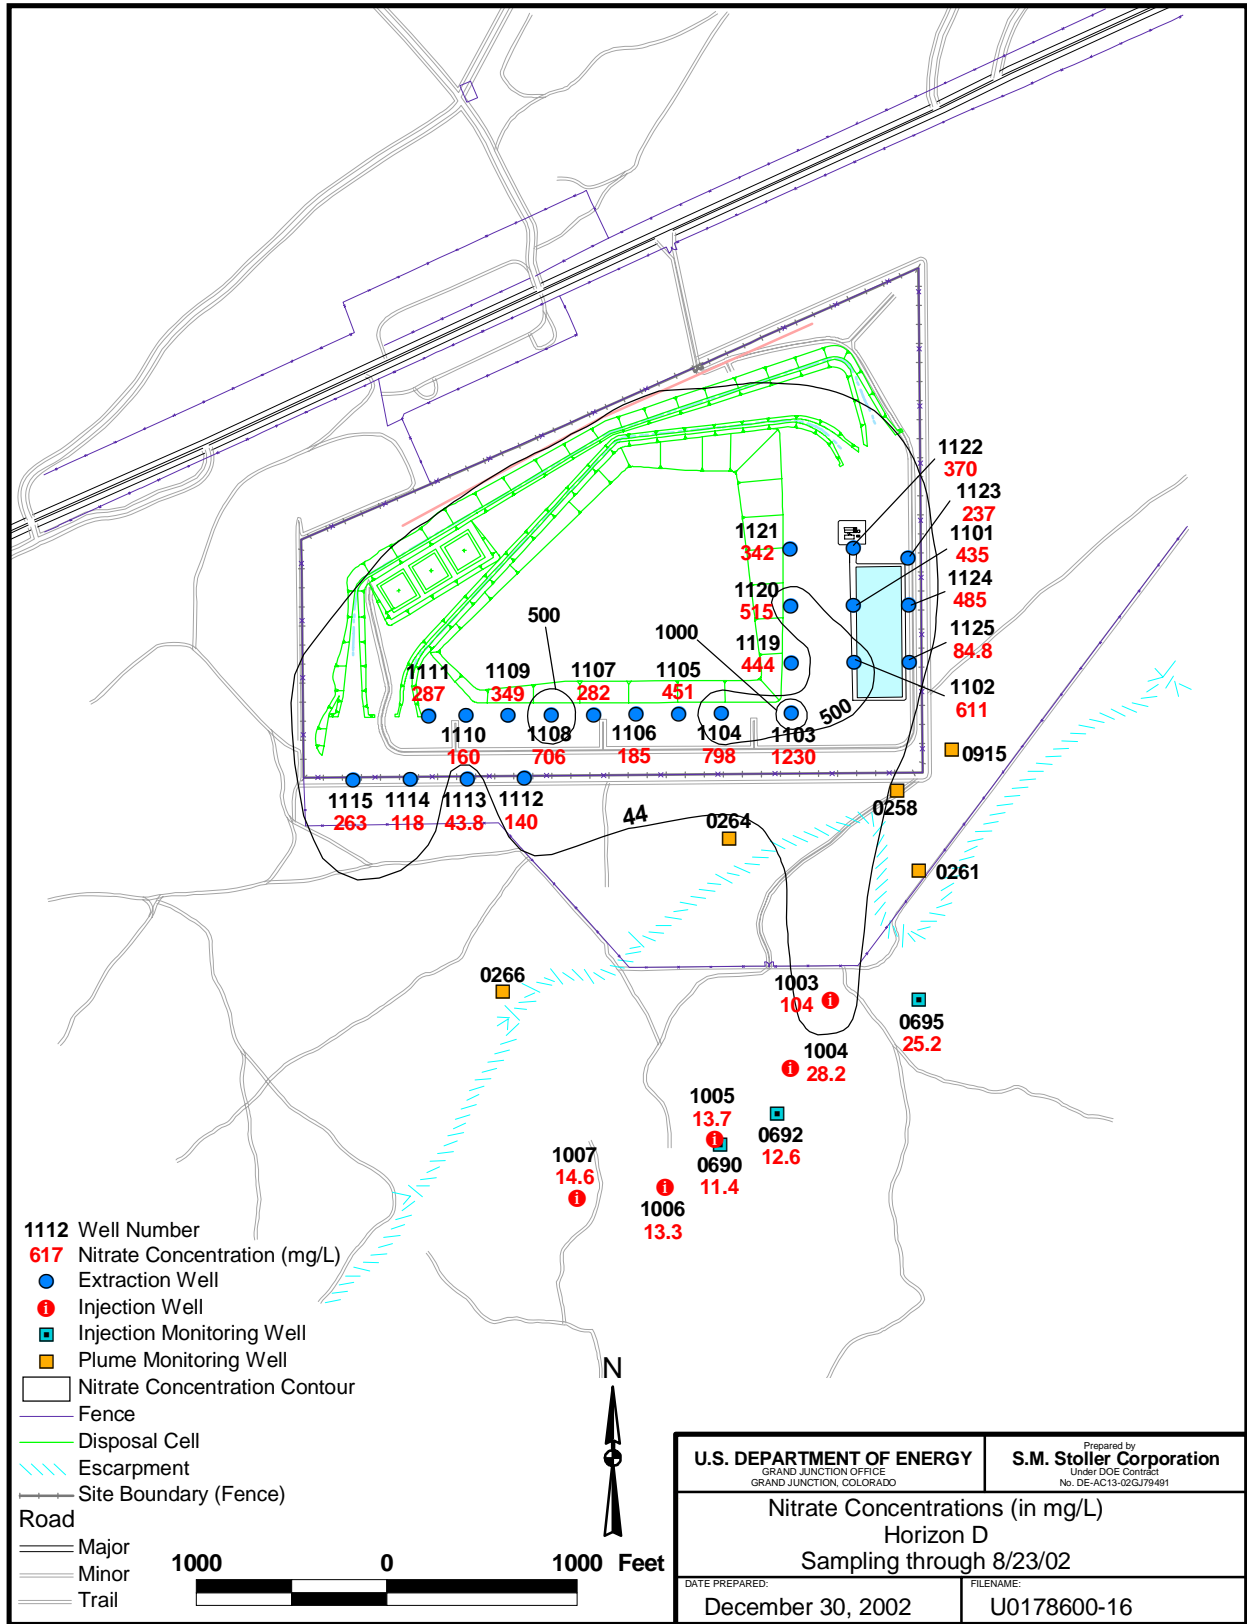 1122
370
1123
237
1101
435
1124
485
1125
84.8
1102
611
1121
342
1120
515
1119
444
500
1000
500
1111
287
1109
349
1107
282
1105
451
1110
160
1108
706
1106
185
1104
798
1103
1230
0915
0258
1115
263
1114
118
1113
43.8
1112
140
44
0264
0261
0266
1003
104
0695
25.2
1004
28.2
1005
13.7
0692
12.6
0690
11.4
1007
14.6
1006
13.3
1112 Well Number
617 Nitrate Concentration (mg/L)
Extraction Well
i Injection Well
Injection Monitoring Well
Plume Monitoring Well
Nitrate Concentration Contour
Fence
Disposal Cell
Escarpment
Site Boundary (Fence)
Road
Major
Minor
Trail
N
1000 0 1000 Feet
U.S. DEPARTMENT OF ENERGY
GRAND JUNCTION OFFICE
GRAND JUNCTION, COLORADO
Prepared by
S.M. Stoller Corporation
Under DOE Contract
No. DE-AC13-02GJ79491
Nitrate Concentrations (in mg/L)
Horizon D
Sampling through 8/23/02
DATE PREPARED:
December 30, 2002
FILENAME:
U0178600-16